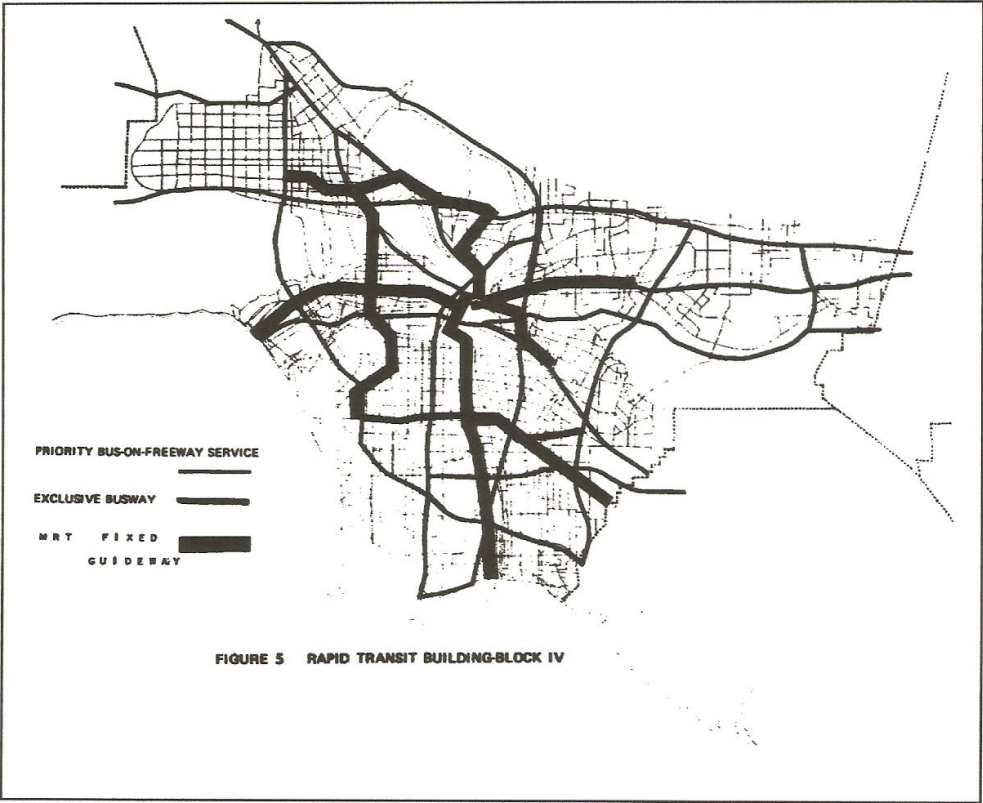 PRIORITY BUS-ON-FREEWAY SERVICE
EXCLUSIVE BUSWAY
MRT FIXED
GUIDEWAY
FIGURE 5 RAPID TRANSIT BUILDING-BLOCK IV